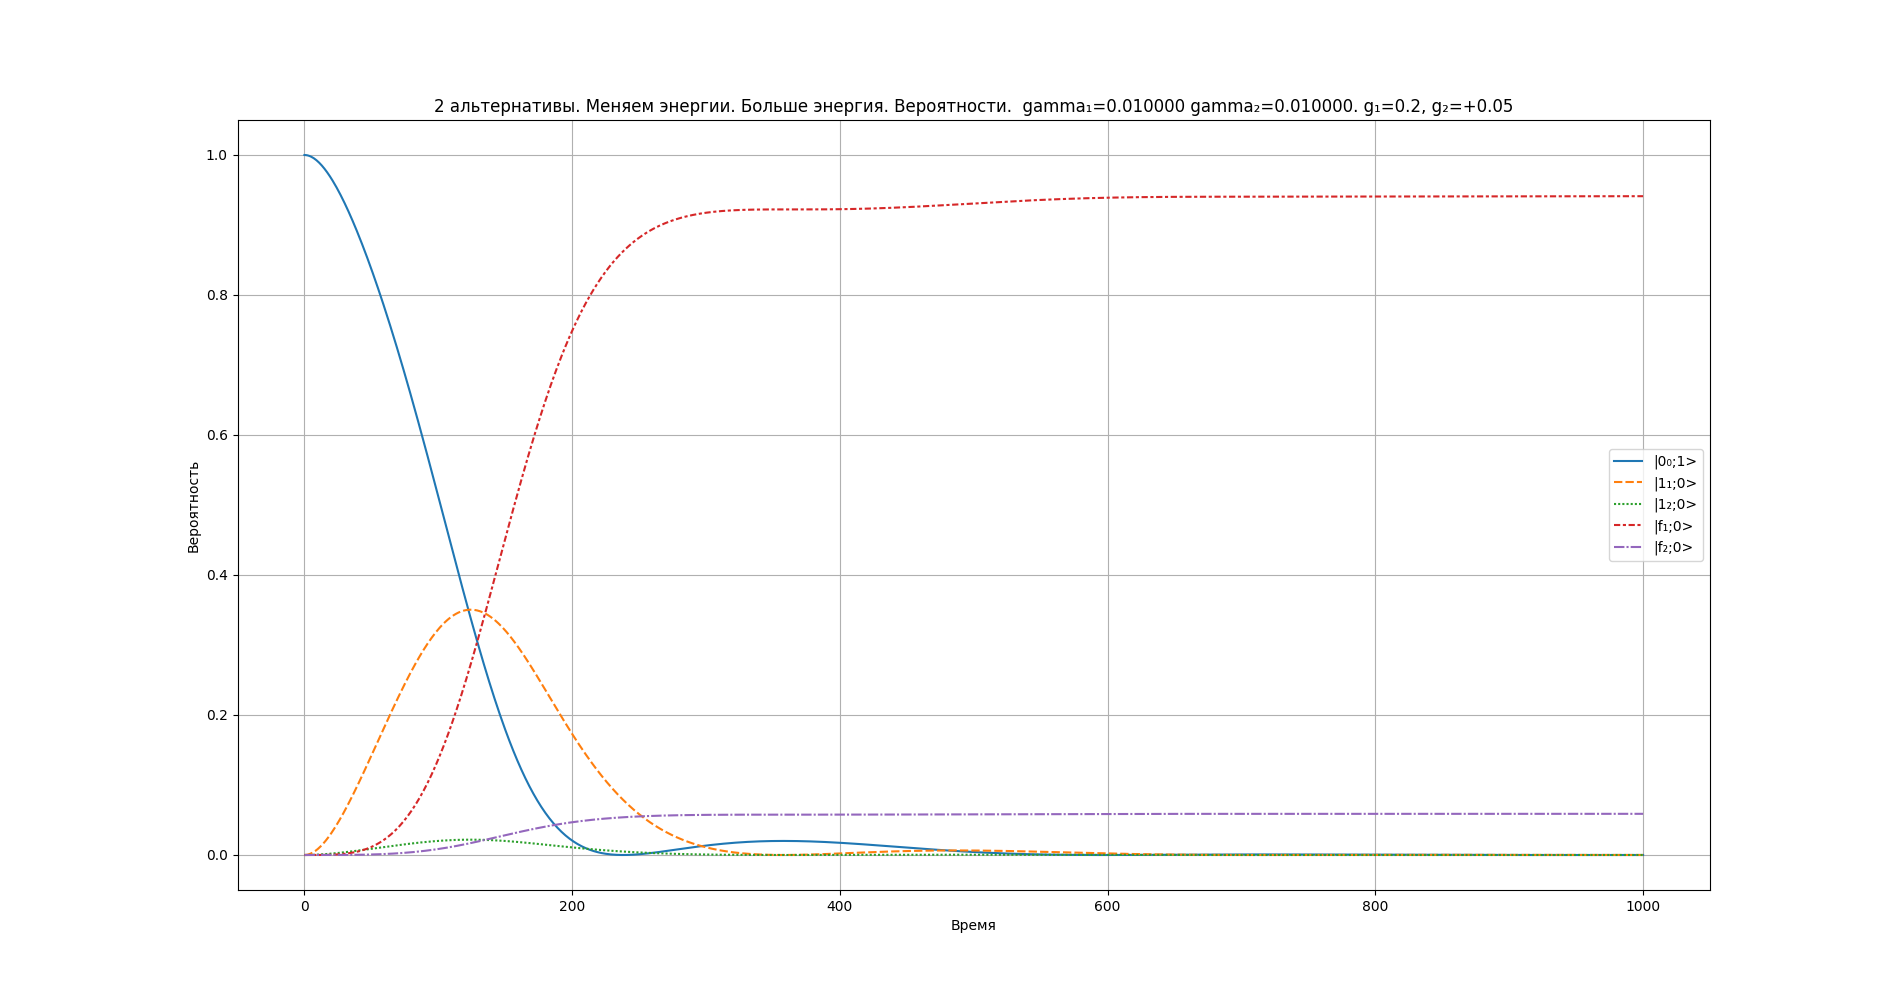 2 альтернативы. Меняем энергии. Больше энергия. Вероятности.  gamma₁=0.010000 gamma₂=0.010000. g₁=0.2, g₂=+0.05
1.0
0.8
0.6
0.4
0.2
0.0
Вероятность
|0₀;1>
|1₁;0>
|1₂;0>
|f₁;0>
|f₂;0>
0 200 400 600 800 1000
Время